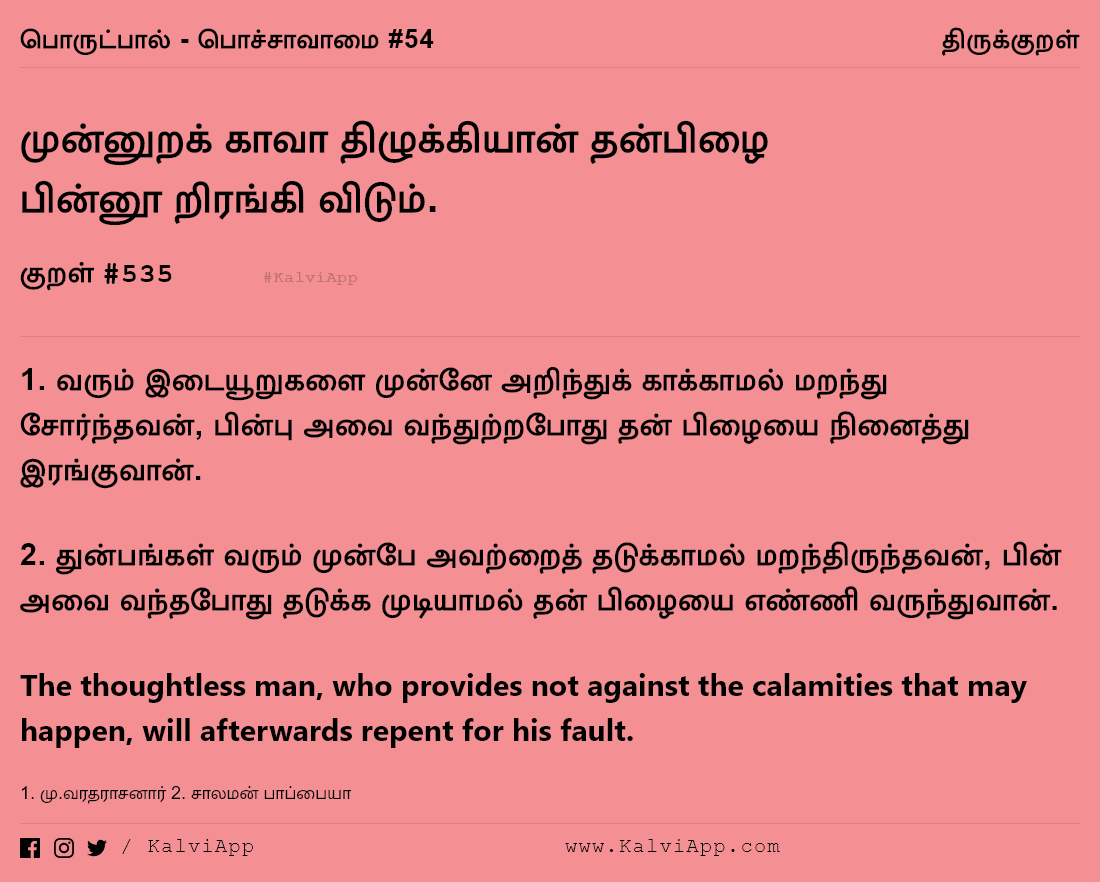 பொருட்பால் - பொச்சாவாமை #54 திருக்குறள்
முன்னுறக் காவா திழுக்கியான் தன்பிழை
பின்னூ றிரங்கி விடும்.
குறள் #535 #KalviApp
1. வரும் இடையூறுகளை முன்னே அறிந்துக் காக்காமல் மறந்து
சோர்ந்தவன், பின்பு அவை வந்துற்றபோது தன் பிழையை நினைத்து
இரங்குவான்.
2. துன்பங்கள் வரும் முன்பே அவற்றைத் தடுக்காமல் மறந்திருந்தவன், பின்
அவை வந்தபோது தடுக்க முடியாமல் தன் பிழையை எண்ணி வருந்துவான்.
The thoughtless man, who provides not against the calamities that may
happen, will afterwards repent for his fault.
1. மு.வரதராசனார் 2. சாலமன் பாப்பையா
/ KalviApp www.KalviApp.com